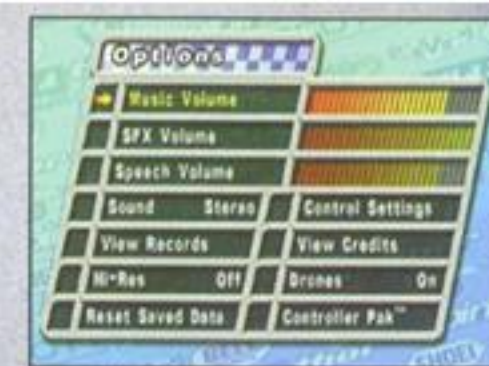 Options
Music Volume
SFX Volume
Speech Volume
Sound Stereo Control Settings
View Records View Credits
Hi-Res Off Drones On
Reset Saved Data Controller Pak™